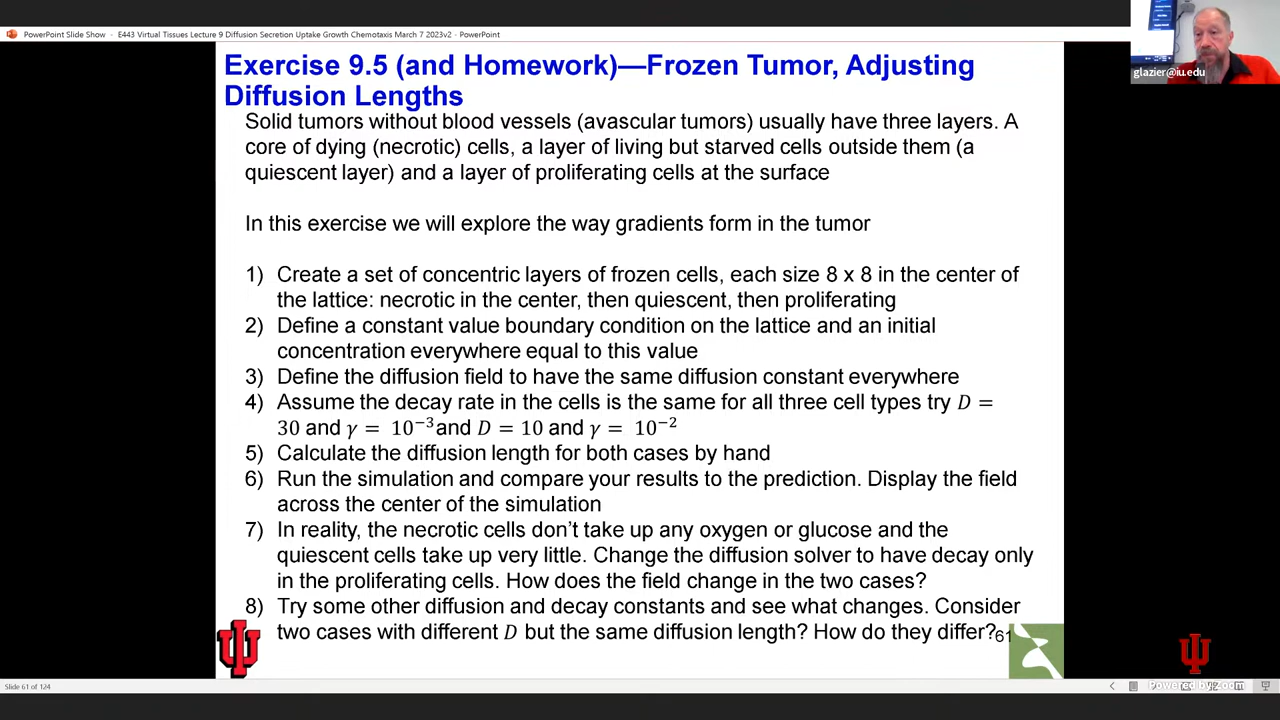 PowerPoint Slide Show - E443 Virtual Tissues Lecture 9 Diffusion Secretion Uptake Growth Chemotaxis March 7 2023v2 - PowerPoint
glazier@iu.edu
Exercise 9.5 (and Homework)—Frozen Tumor, Adjusting
Diffusion Lengths
Solid tumors without blood vessels (avascular tumors) usually have three layers. A
core of dying (necrotic) cells, a layer of living but starved cells outside them (a
quiescent layer) and a layer of proliferating cells at the surface
In this exercise we will explore the way gradients form in the tumor
1) Create a set of concentric layers of frozen cells, each size 8 x 8 in the center of
the lattice: necrotic in the center, then quiescent, then proliferating
2) Define a constant value boundary condition on the lattice and an initial
concentration everywhere equal to this value
3) Define the diffusion field to have the same diffusion constant everywhere
4) Assume the decay rate in the cells is the same for all three cell types try D =
30 and γ = 10⁻³and D = 10 and γ = 10⁻²
5) Calculate the diffusion length for both cases by hand
6) Run the simulation and compare your results to the prediction. Display the field
across the center of the simulation
7) In reality, the necrotic cells don't take up any oxygen or glucose and the
quiescent cells take up very little. Change the diffusion solver to have decay only
in the proliferating cells. How does the field change in the two cases?
8) Try some other diffusion and decay constants and see what changes. Consider
two cases with different D but the same diffusion length? How do they differ?
61
Slide 61 of 124
Powered by Zoom